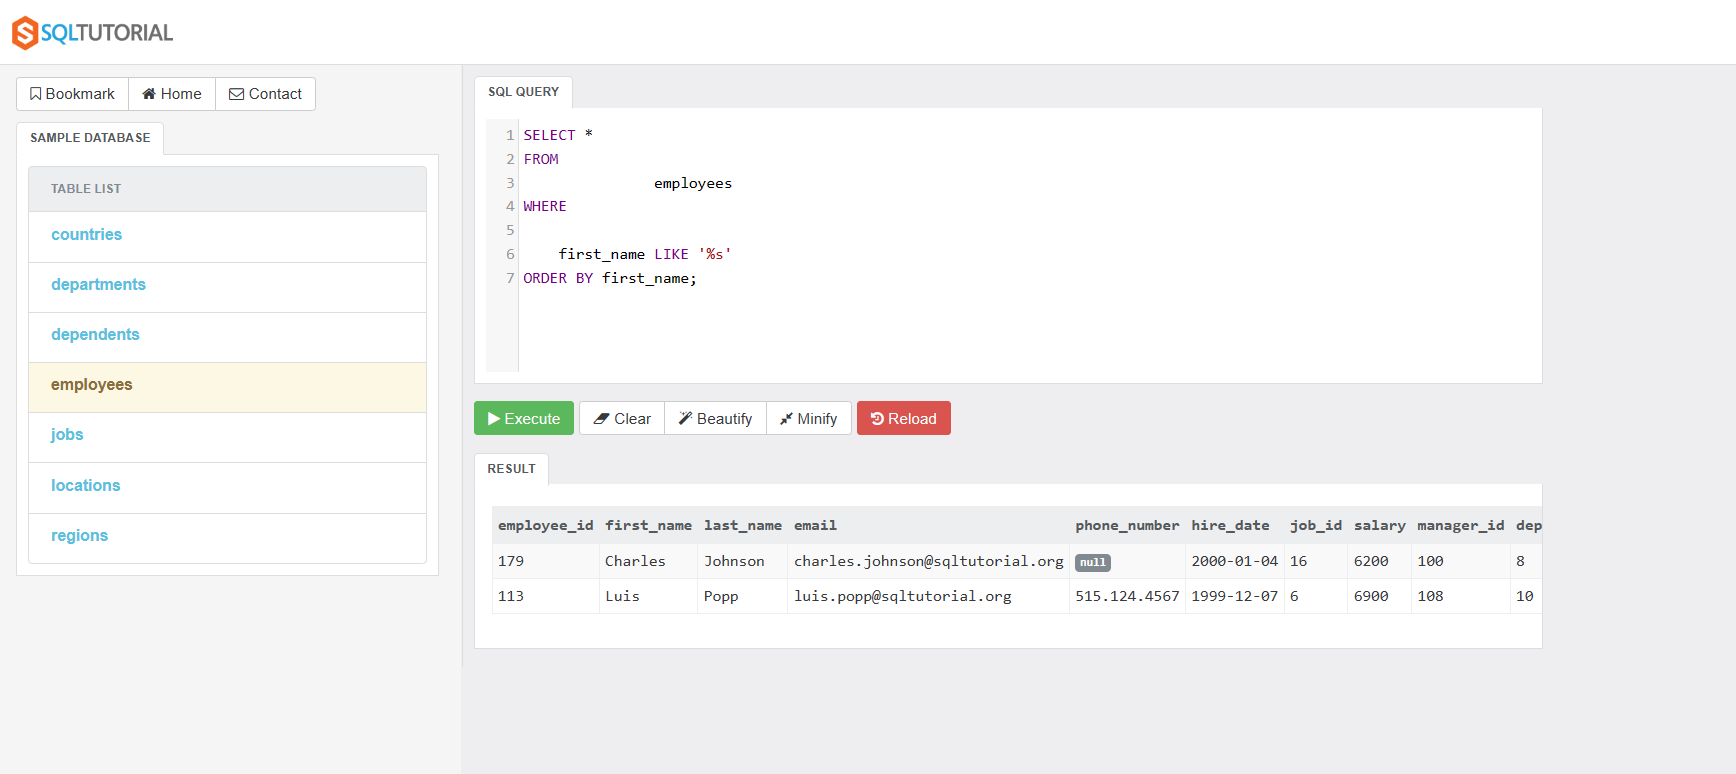 SQLTUTORIAL
Bookmark Home Contact
SAMPLE DATABASE
TABLE LIST
countries
departments
dependents
employees
jobs
locations
regions
SQL QUERY
1 SELECT *
2 FROM
3 employees
4 WHERE
5
6 first_name LIKE '%s'
7 ORDER BY first_name;
Execute Clear Beautify Minify Reload
RESULT
employee_id first_name last_name email phone_number hire_date job_id salary manager_id dep
179 Charles Johnson charles.johnson@sqltutorial.org null 2000-01-04 16 6200 100 8
113 Luis Popp luis.popp@sqltutorial.org 515.124.4567 1999-12-07 6 6900 108 10